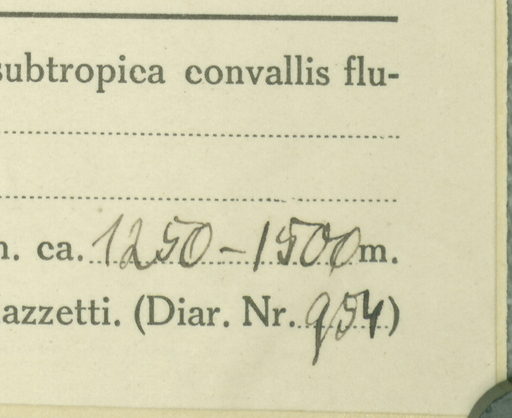 subtropica convallis flu-
m. ca. 1250-1500 m.
azzetti. (Diar. Nr. 954)